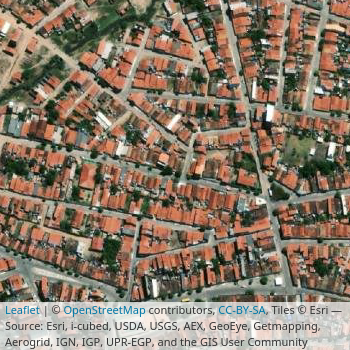 Leaflet | © OpenStreetMap contributors, CC-BY-SA, Tiles © Esri —
Source: Esri, i-cubed, USDA, USGS, AEX, GeoEye, Getmapping,
Aerogrid, IGN, IGP, UPR-EGP, and the GIS User Community